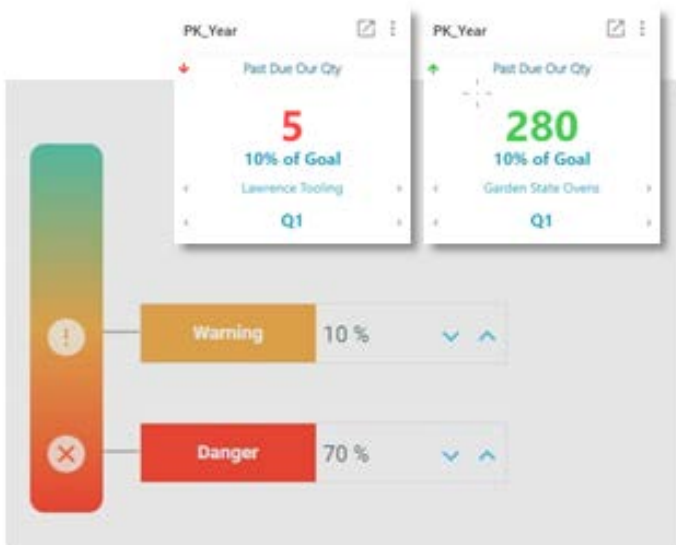 PK_Year
Past Due Our Qty
5
10% of Goal
Lawrence Tooling
Q1
PK_Year
Past Due Our Qty
280
10% of Goal
Garden State Ovens
Q1
Warning 10 %
Danger 70 %